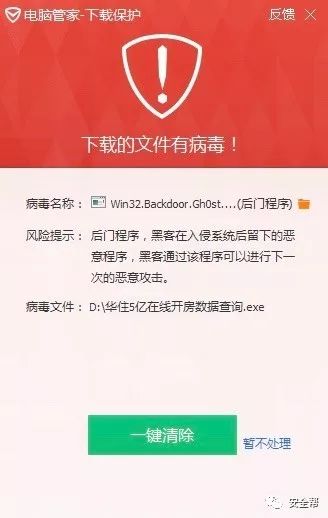 电脑管家-下载保护 反馈
下载的文件有病毒！
病毒名称： Win32.Backdoor.Gh0st....(后门程序)
风险提示： 后门程序，黑客在入侵系统后留下的恶
意程序，黑客通过该程序可以进行下一
次的恶意攻击。
病毒文件： D:\华住5亿在线开房数据查询.exe
一键清除 暂不处理
安全帮